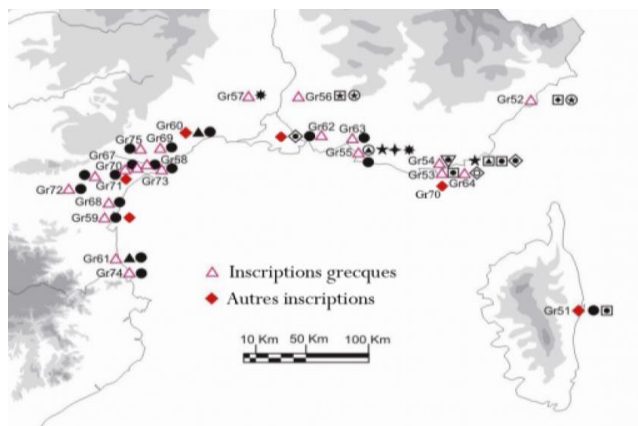 Gr57
Gr56
Gr52
Gr60
Gr62
Gr63
Gr75
Gr69
Gr55
Gr67
Gr58
Gr54
Gr70
Gr53
Gr64
Gr71
Gr73
Gr72
Gr70
Gr68
Gr59
Gr61
Gr74
Inscriptions grecques
Autres inscriptions
Gr51
10 Km 50 Km 100 Km